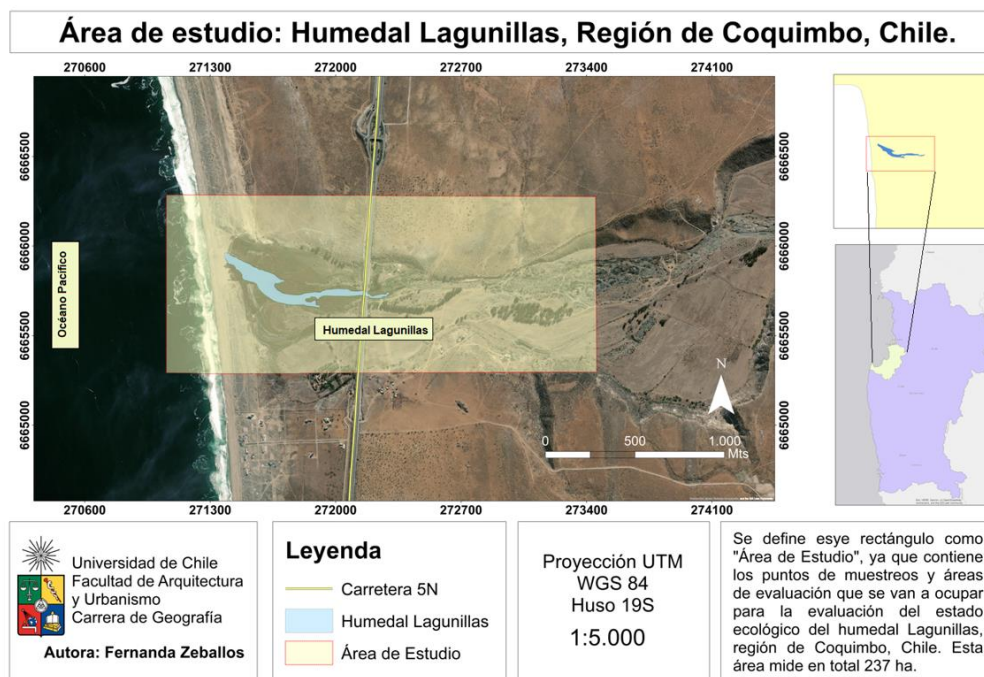 Área de estudio: Humedal Lagunillas, Región de Coquimbo, Chile.
270600 271300 272000 272700 273400 274100
6666500 6666000 6665500 6665000
Océano Pacífico
Humedal Lagunillas
N
0 500 1.000
Mts
6666500 6666000 6665500 6665000
270600 271300 272000 272700 273400 274100
Universidad de Chile
Facultad de Arquitectura
y Urbanismo
Carrera de Geografía
Autora: Fernanda Zeballos
Leyenda
Carretera 5N
Humedal Lagunillas
Área de Estudio
Proyección UTM
WGS 84
Huso 19S
1:5.000
Se define esye rectángulo como
"Área de Estudio", ya que contiene
los puntos de muestreos y áreas
de evaluación que se van a ocupar
para la evaluación del estado
ecológico del humedal Lagunillas,
región de Coquimbo, Chile. Esta
área mide en total 237 ha.